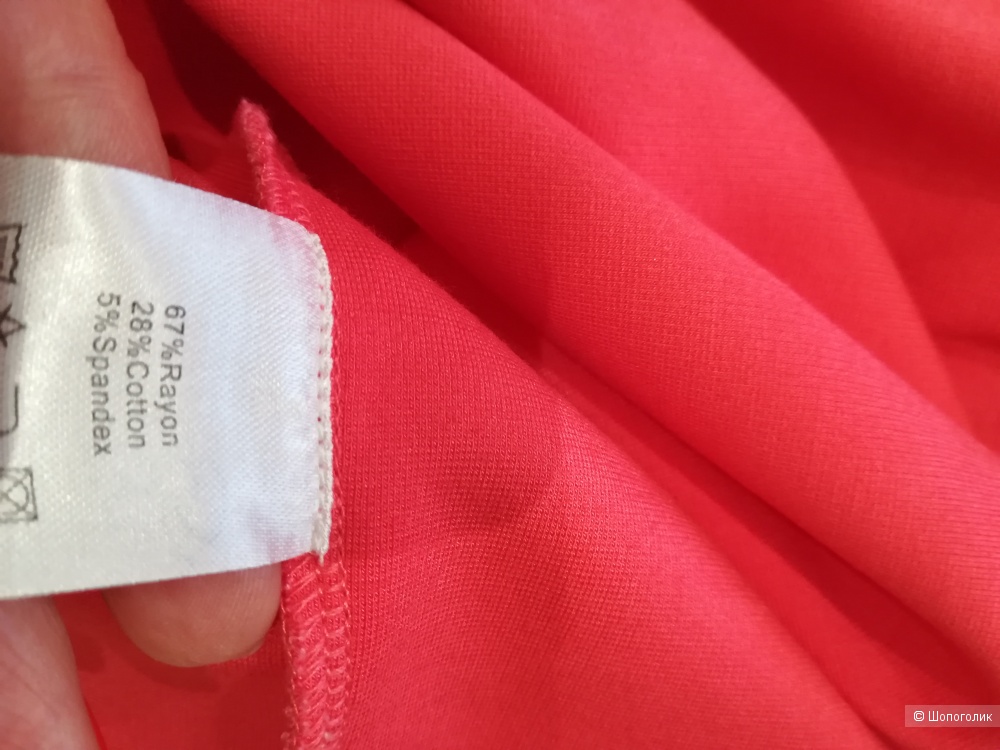 67%Rayon
28%Cotton
5%Spandex
© Шопоголик